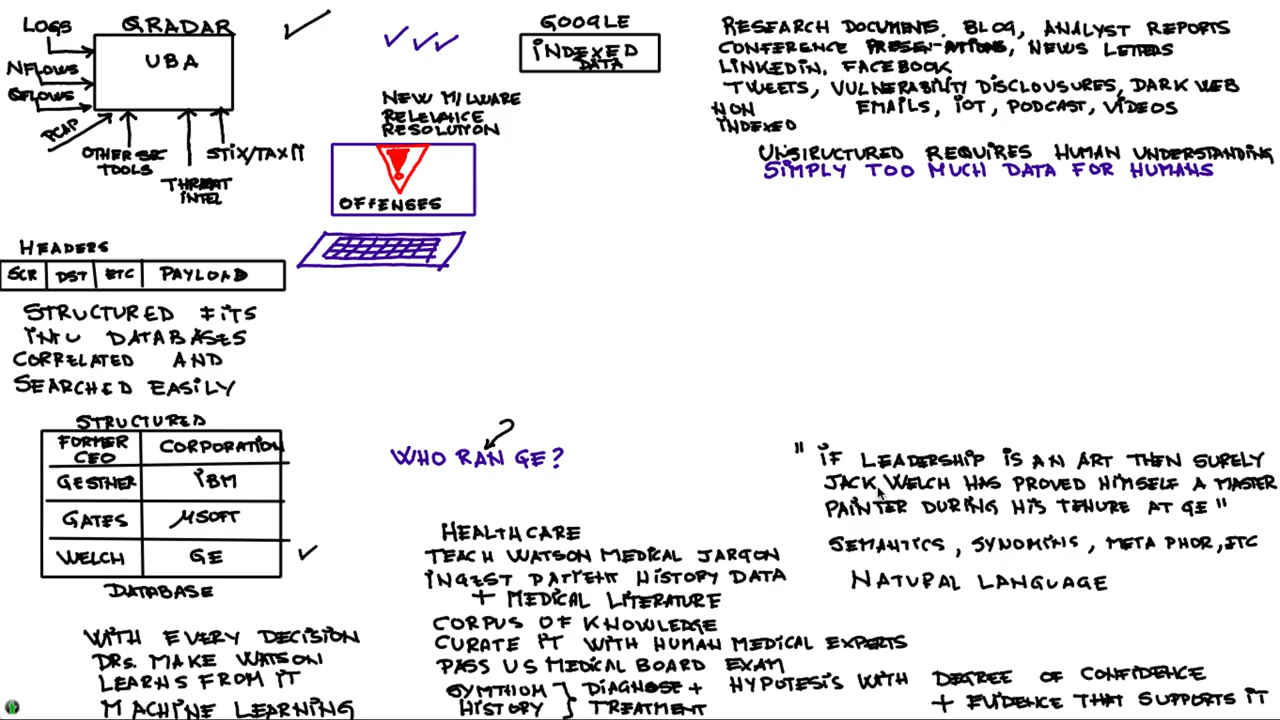 LOGS
QRADAR
UBA
NFLOWS
QFLOWS
PCAP
OTHER SEC
TOOLS
THREAT
INTEL
STIX/TAXII
NEW MILWARE
RELEVANCE
RESOLUTION
OFFENSES
GOOGLE
INDEXED
DATA
RESEARCH DOCUMENT, BLOG, ANALYST REPORTS
CONFERENCE PRESENTATIONS, NEWS LETTERS
LINKEDIN, FACEBOOK
TWEETS, VULNERABILITY DISCLOUSURES, DARK WEB
NON EMAILS, IOT, PODCAST, VIDEOS
INDEXED
UNSTRUCTURED REQUIRES HUMAN UNDERSTANDING
SIMPLY TOO MUCH DATA FOR HUMANS
HEADERS
SCR DST ETC PAYLOAD
STRUCTURED FITS
INTO DATABASES
CORRELATED AND
SEARCHED EASILY
STRUCTURED
FORMER CEO CORPORATION
GESTNER IBM
GATES MSOFT
WELCH GE
DATABASE
WITH EVERY DECISION
DRS. MAKE WATSON
LEARNS FROM IT
MACHINE LEARNING
WHO RAN GE?
HEALTHCARE
TEACH WATSON MEDICAL JARGON
INGEST PATIENT HISTORY DATA
+ MEDICAL LITERATURE
CORPUS OF KNOWLEDGE
CURATE IT WITH HUMAN MEDICAL EXPERTS
PASS US MEDICAL BOARD EXAM
SYMTHOM } DIAGNOSE + HYPOTESIS WITH DEGREE OF CONFIDENCE
HISTORY } TREATMENT + EVIDENCE THAT SUPPORTS IT
" IF LEADERSHIP IS AN ART THEN SURELY
JACK WELCH HAS PROVED HIMSELF A MASTER
PAINTER DURING HIS TENURE AT GE "
SEMANTICS, SYNOMINS, METAPHOR, ETC
NATURAL LANGUAGE